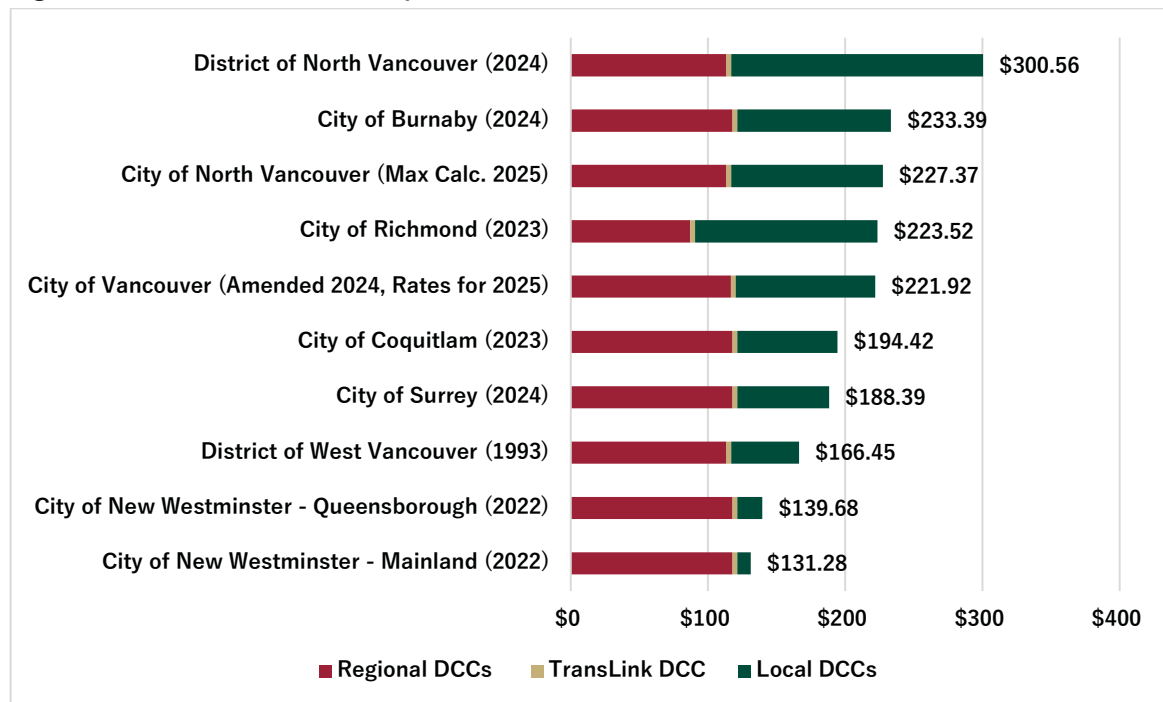 District of North Vancouver (2024) $300.56
City of Burnaby (2024) $233.39
City of North Vancouver (Max Calc. 2025) $227.37
City of Richmond (2023) $223.52
City of Vancouver (Amended 2024, Rates for 2025) $221.92
City of Coquitlam (2023) $194.42
City of Surrey (2024) $188.39
District of West Vancouver (1993) $166.45
City of New Westminster - Queensborough (2022) $139.68
City of New Westminster - Mainland (2022) $131.28
$0 $100 $200 $300 $400
Regional DCCs TransLink DCC Local DCCs